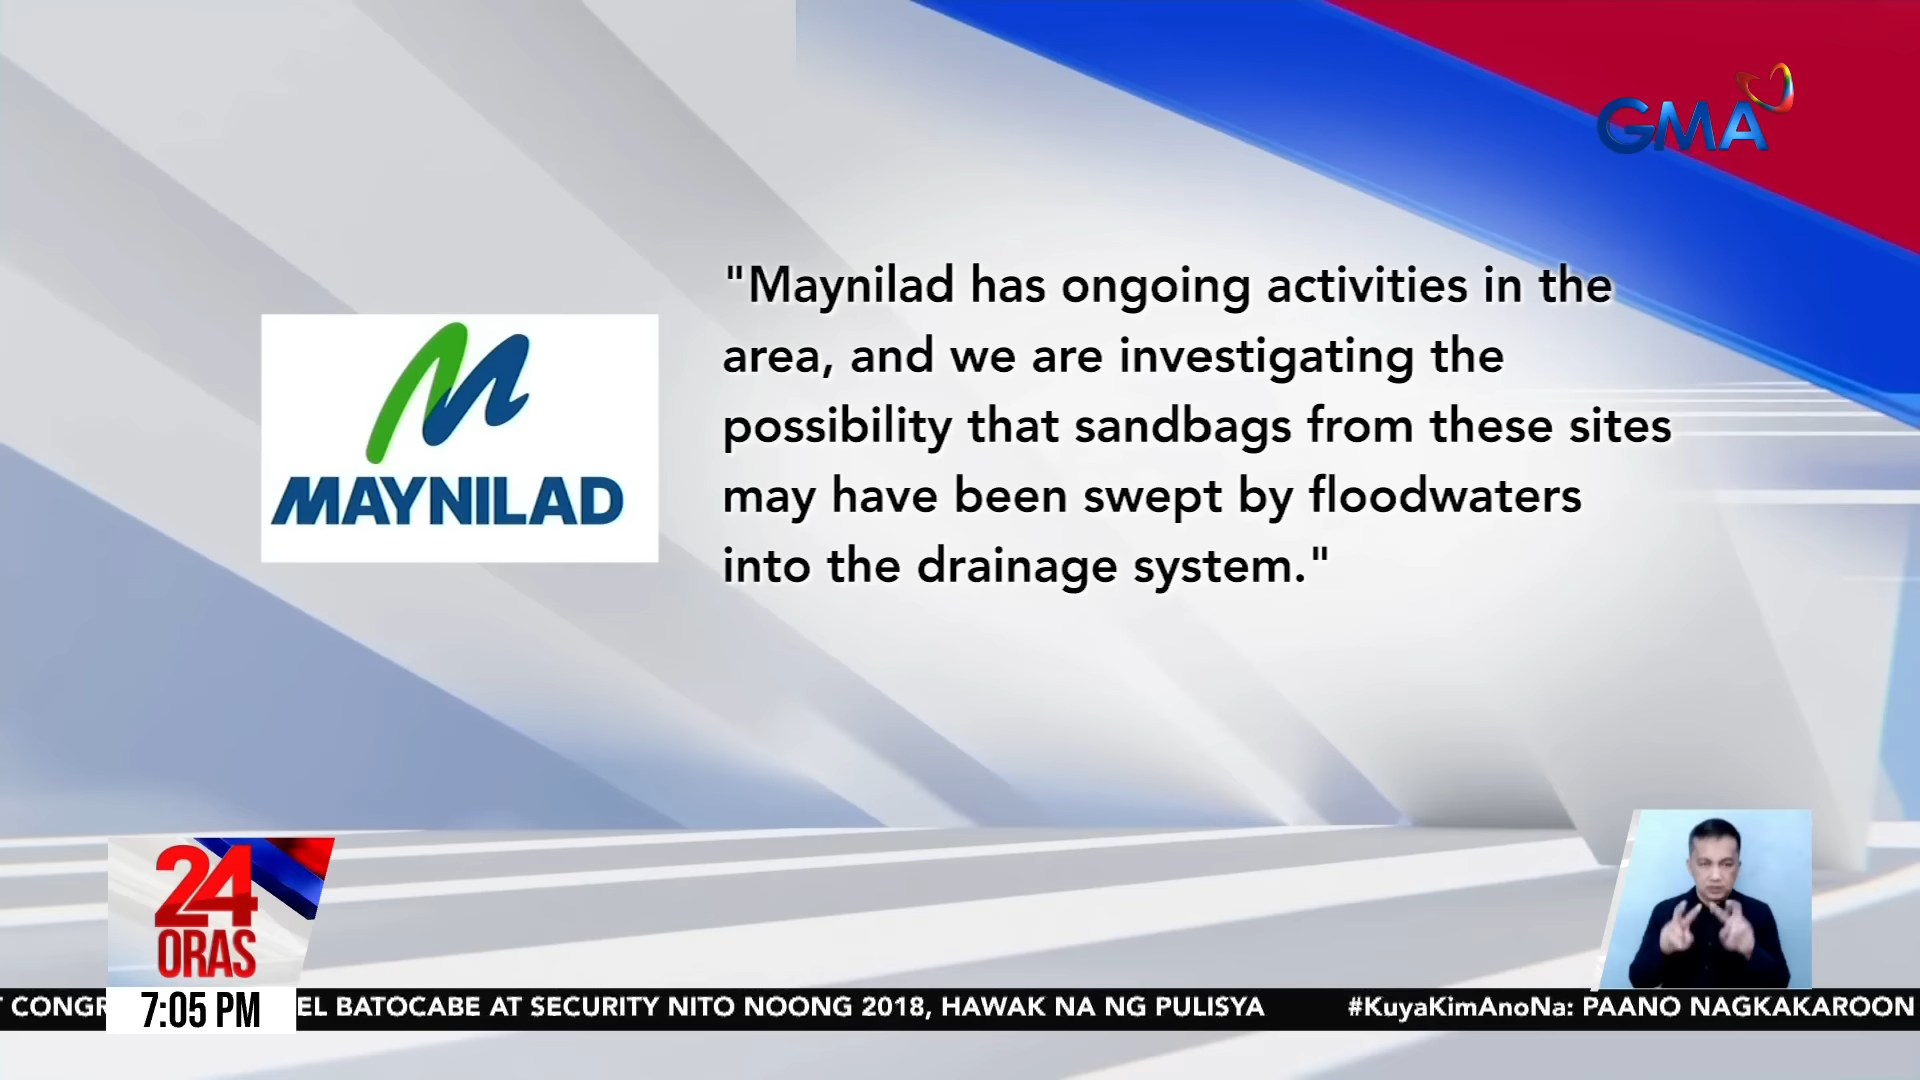 GMA
"Maynilad has ongoing activities in the
area, and we are investigating the
possibility that sandbags from these sites
may have been swept by floodwaters
into the drainage system."
MAYNILAD
24
ORAS
7:05 PM
EL BATOCABE AT SECURITY NITO NOONG 2018, HAWAK NA NG PULISYA #KuyaKimAnoNa: PAANO NAGKAKAROON